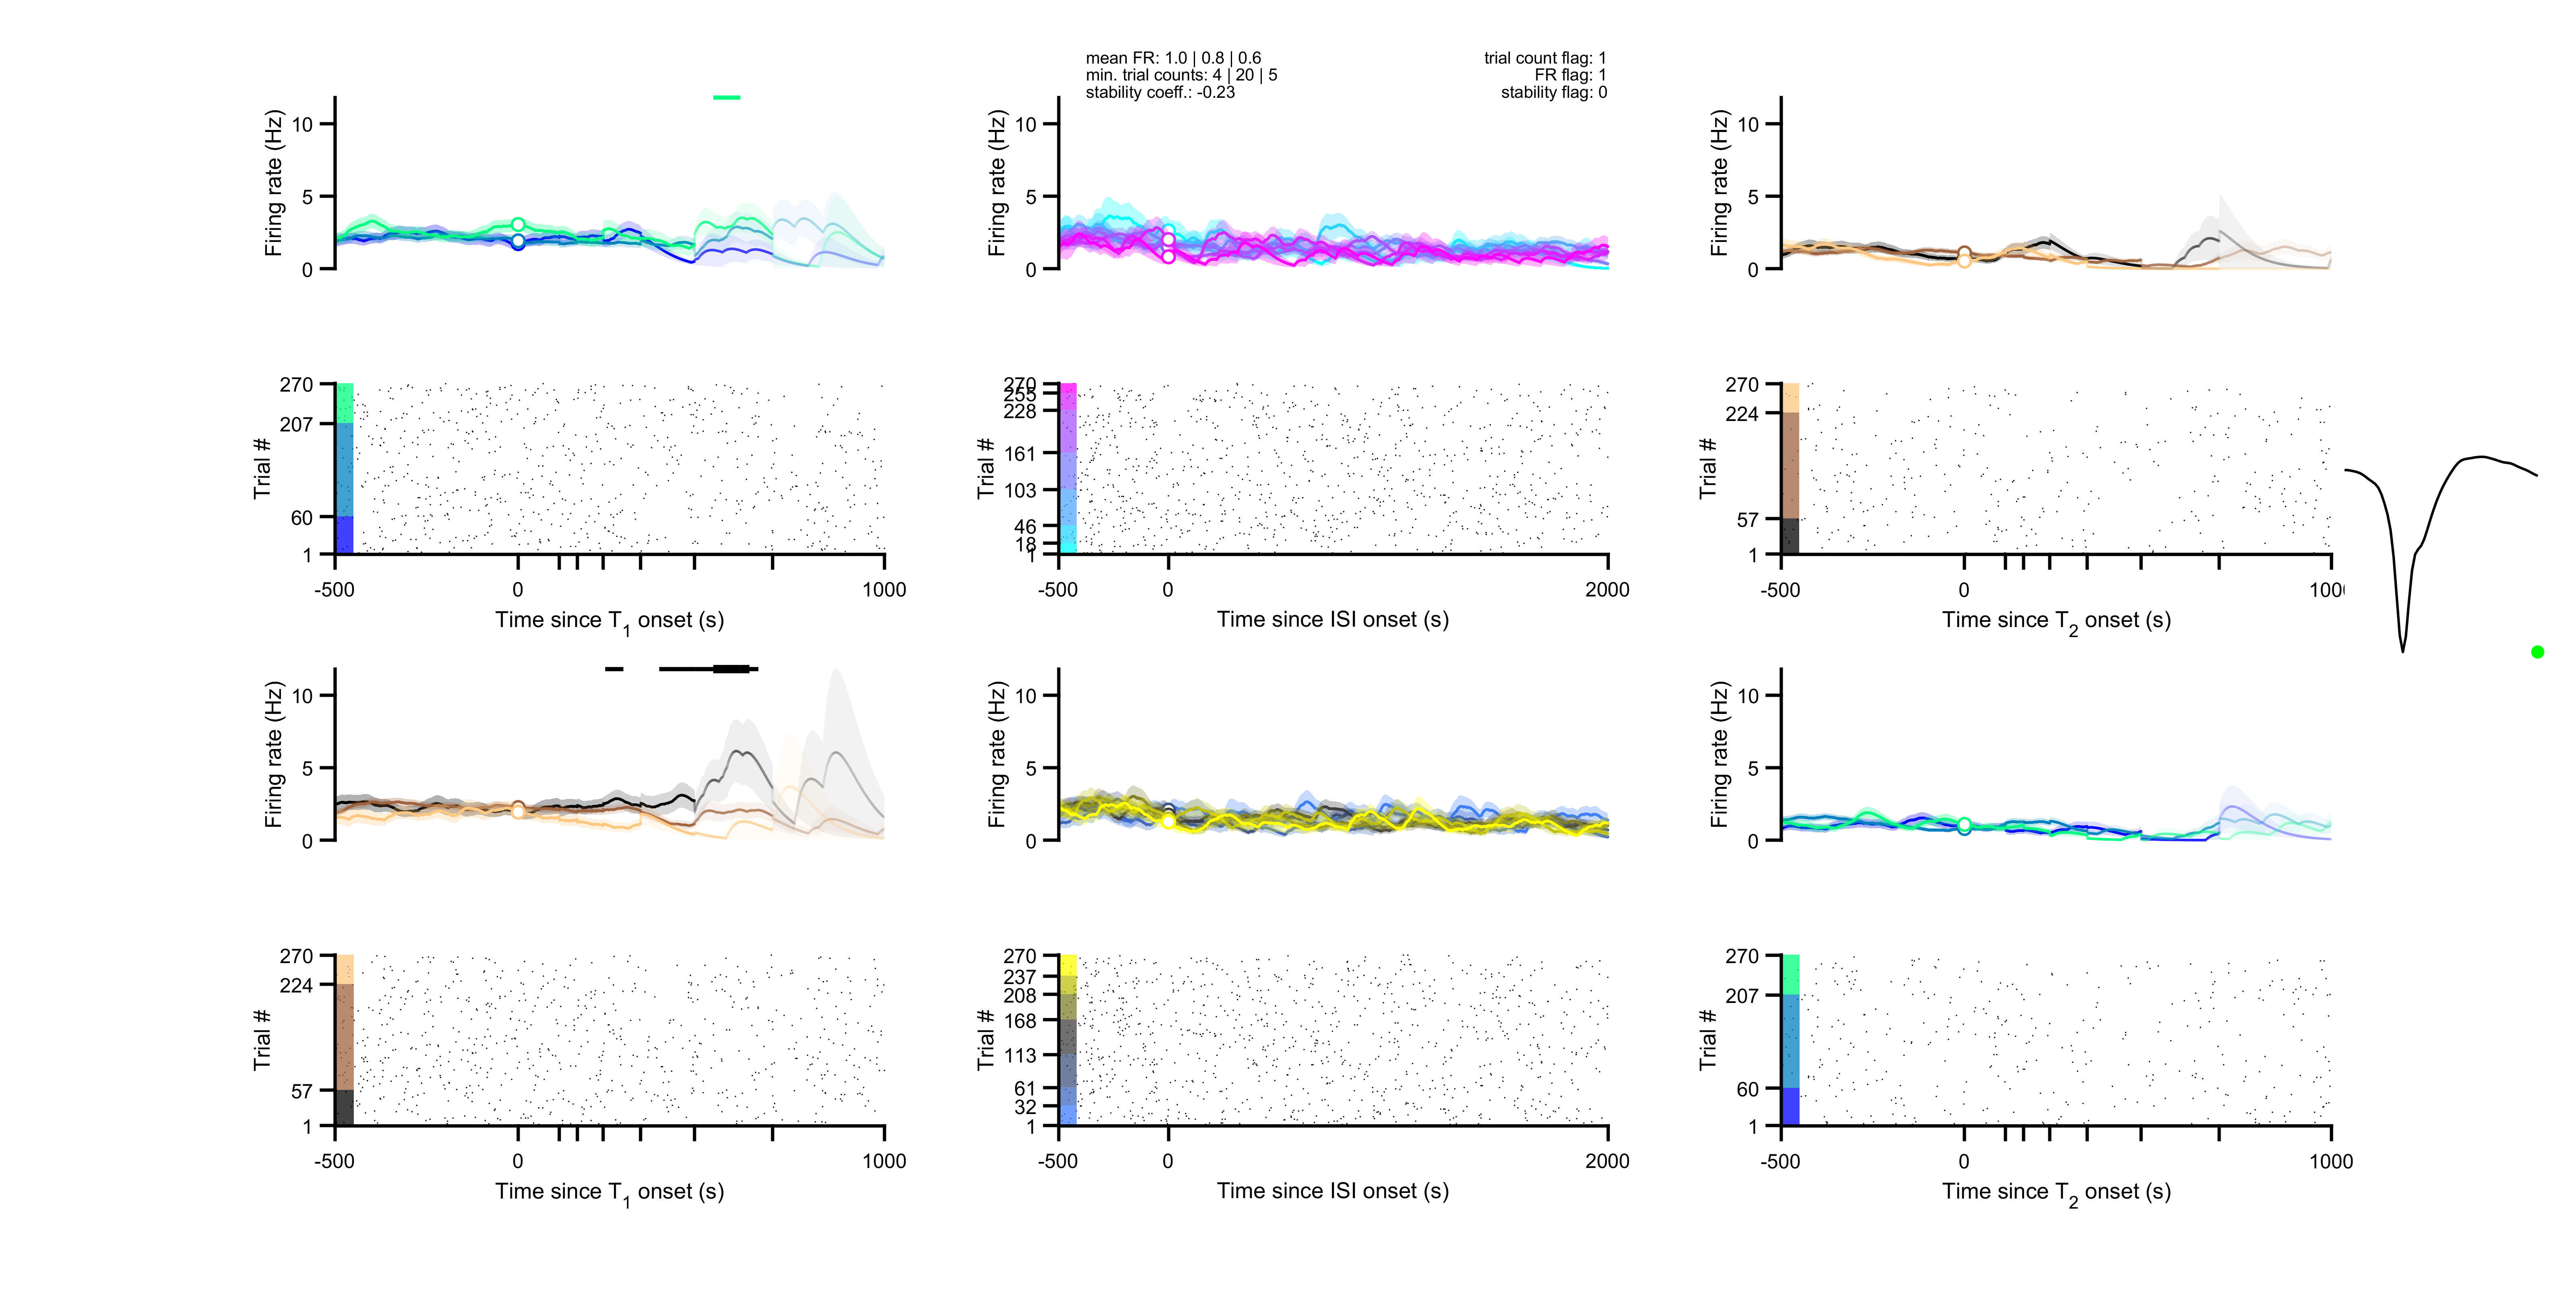 mean FR: 1.0 | 0.8 | 0.6
min. trial counts: 4 | 20 | 5
stability coeff.: -0.23
trial count flag: 1
FR flag: 1
stability flag: 0
Firing rate (Hz)
10
5
0
Firing rate (Hz)
10
5
0
Firing rate (Hz)
10
5
0
Trial #
270
207
60
1
-500
0
1000
Time since T1 onset (s)
Trial #
270
255
228
161
103
46
18
1
-500
0
2000
Time since ISI onset (s)
Trial #
270
224
57
1
-500
0
100
Time since T2 onset (s)
Firing rate (Hz)
10
5
0
Firing rate (Hz)
10
5
0
Firing rate (Hz)
10
5
0
Trial #
270
224
57
1
-500
0
1000
Time since T1 onset (s)
Trial #
270
237
208
168
113
61
32
1
-500
0
2000
Time since ISI onset (s)
Trial #
270
207
60
1
-500
0
1000
Time since T2 onset (s)